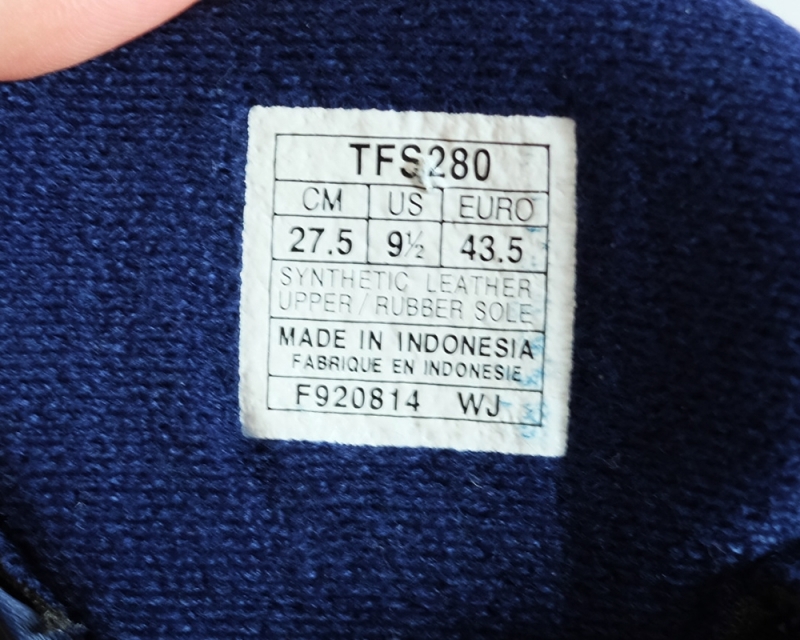 TFS280
CM US EURO
27.5 9½ 43.5
SYNTHETIC LEATHER
UPPER / RUBBER SOLE
MADE IN INDONESIA
FABRIQUE EN INDONESIE
F920814 WJ